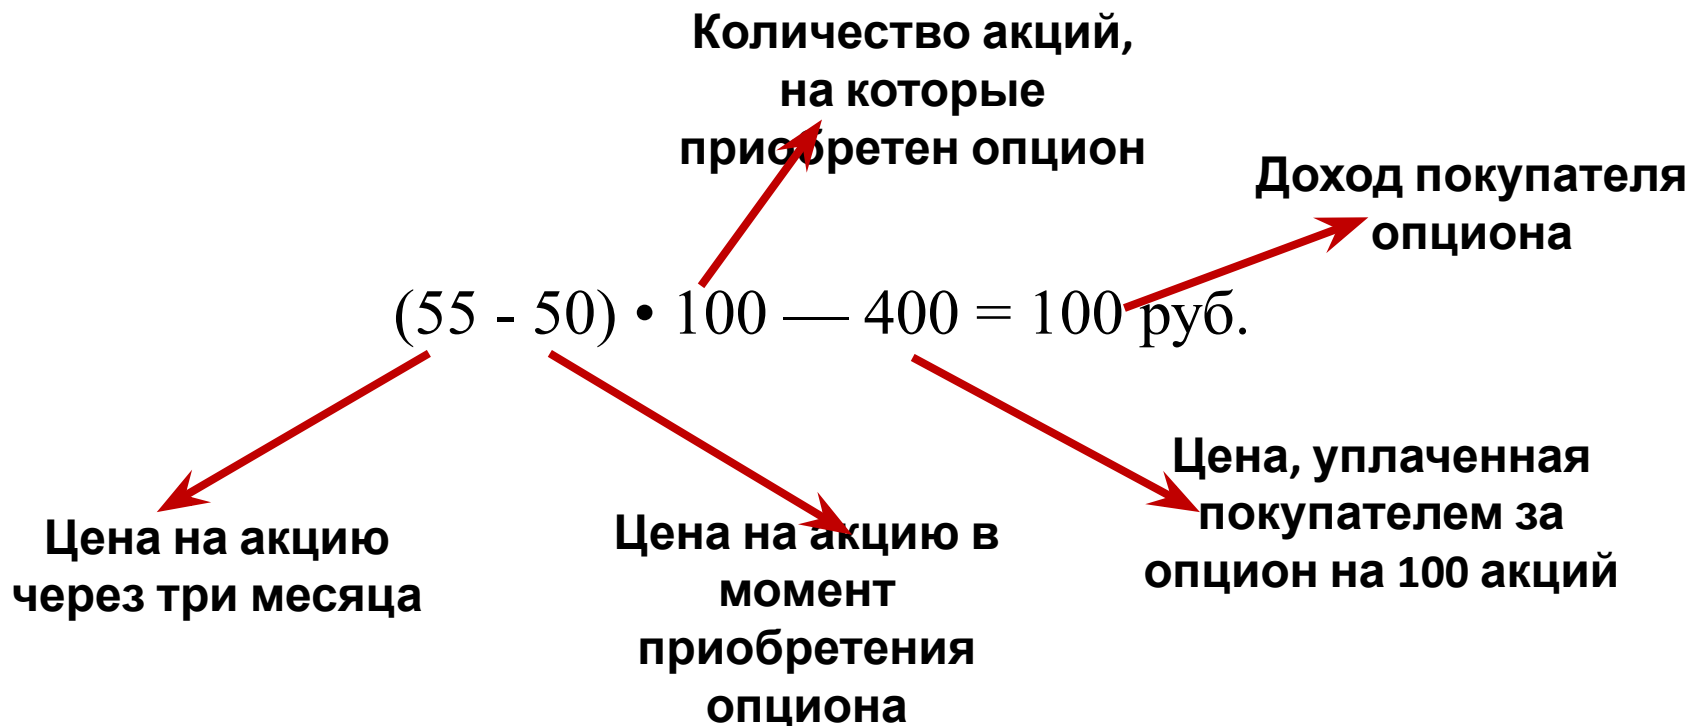 Количество акций,
на которые
приобретен опцион
Доход покупателя
опциона
(55 - 50) • 100 — 400 = 100 руб.
Цена на акцию
через три месяца
Цена на акцию в
момент
приобретения
опциона
Цена, уплаченная
покупателем за
опцион на 100 акций